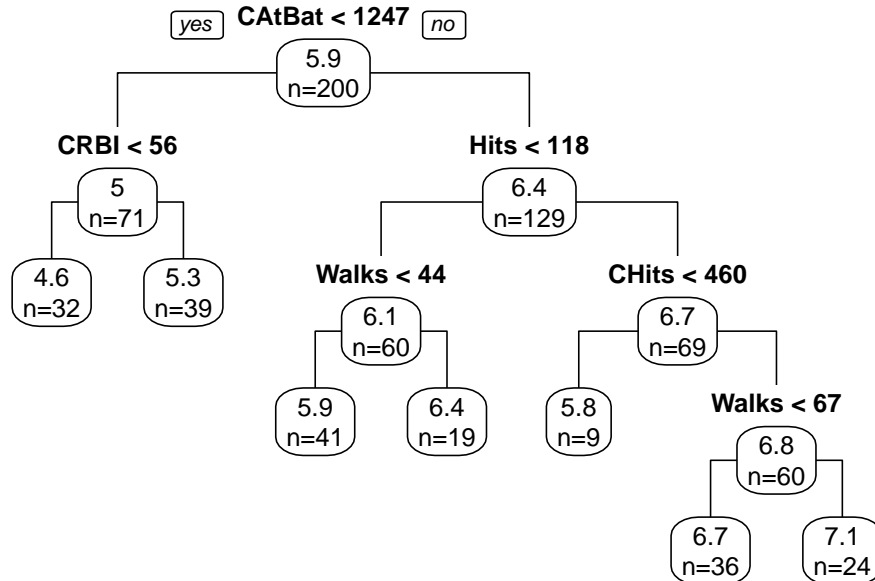 CAtBat < 1247
yes
no
5.9
n=200
CRBI < 56
Hits < 118
5
n=71
6.4
n=129
Walks < 44
CHits < 460
4.6
n=32
5.3
n=39
6.1
n=60
6.7
n=69
Walks < 67
5.9
n=41
6.4
n=19
5.8
n=9
6.8
n=60
6.7
n=36
7.1
n=24